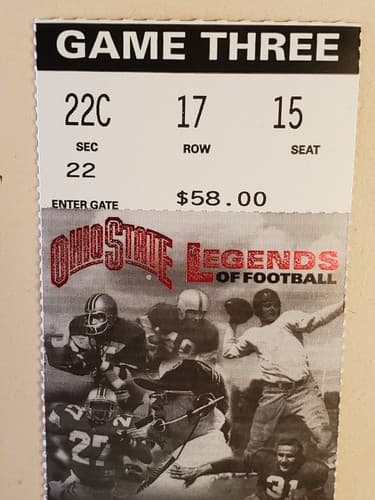 GAME THREE
22C 17 15
SEC ROW SEAT
22
ENTER GATE $58.00
OHIO STATE LEGENDS
OF FOOTBALL
27
31